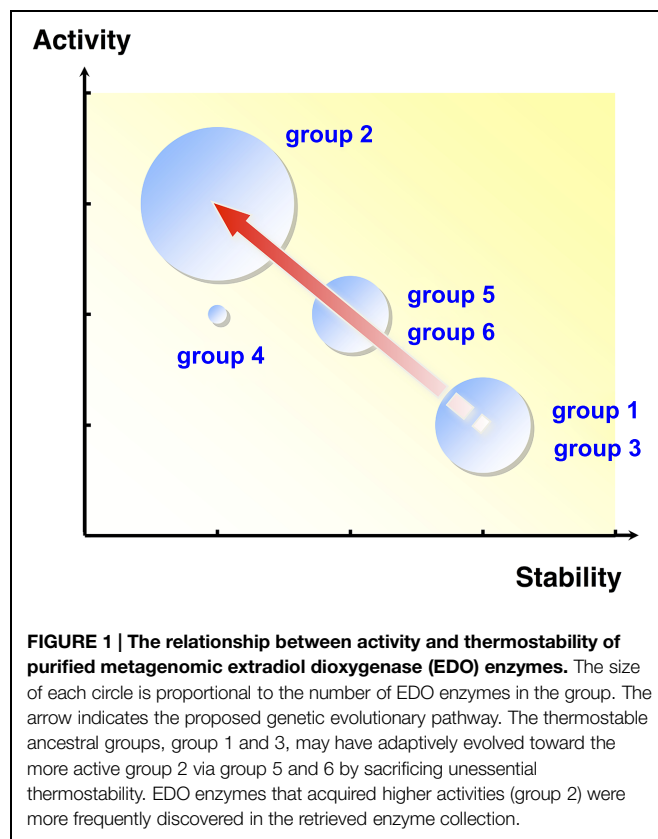 Activity
group 2
group 5
group 6
group 4
group 1
group 3
Stability
FIGURE 1 | The relationship between activity and thermostability of
purified metagenomic extradiol dioxygenase (EDO) enzymes. The size
of each circle is proportional to the number of EDO enzymes in the group. The
arrow indicates the proposed genetic evolutionary pathway. The thermostable
ancestral groups, group 1 and 3, may have adaptively evolved toward the
more active group 2 via group 5 and 6 by sacrificing unessential
thermostability. EDO enzymes that acquired higher activities (group 2) were
more frequently discovered in the retrieved enzyme collection.